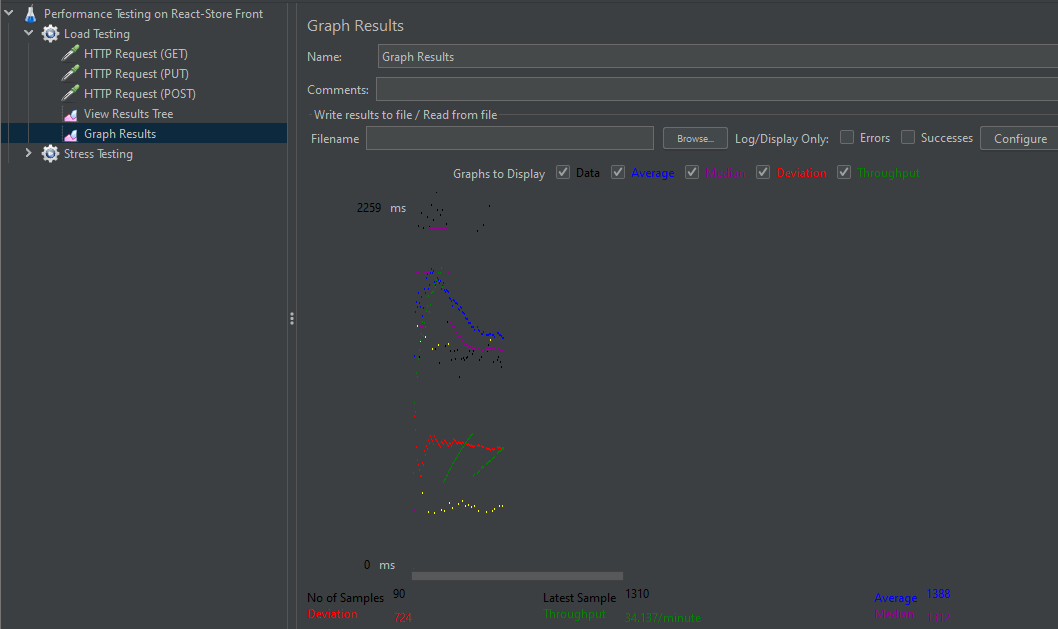 Performance Testing on React-Store Front
Load Testing
HTTP Request (GET)
HTTP Request (PUT)
HTTP Request (POST)
View Results Tree
Graph Results
Stress Testing
Graph Results
Name: Graph Results
Comments:
Write results to file / Read from file
Filename Browse... Log/Display Only: Errors Successes Configure
Graphs to Display Data Average Median Deviation Throughput
2259 ms
0 ms
No of Samples 90 Latest Sample 1310 Average 1388
Deviation 724 Throughput 34.137/minute Median